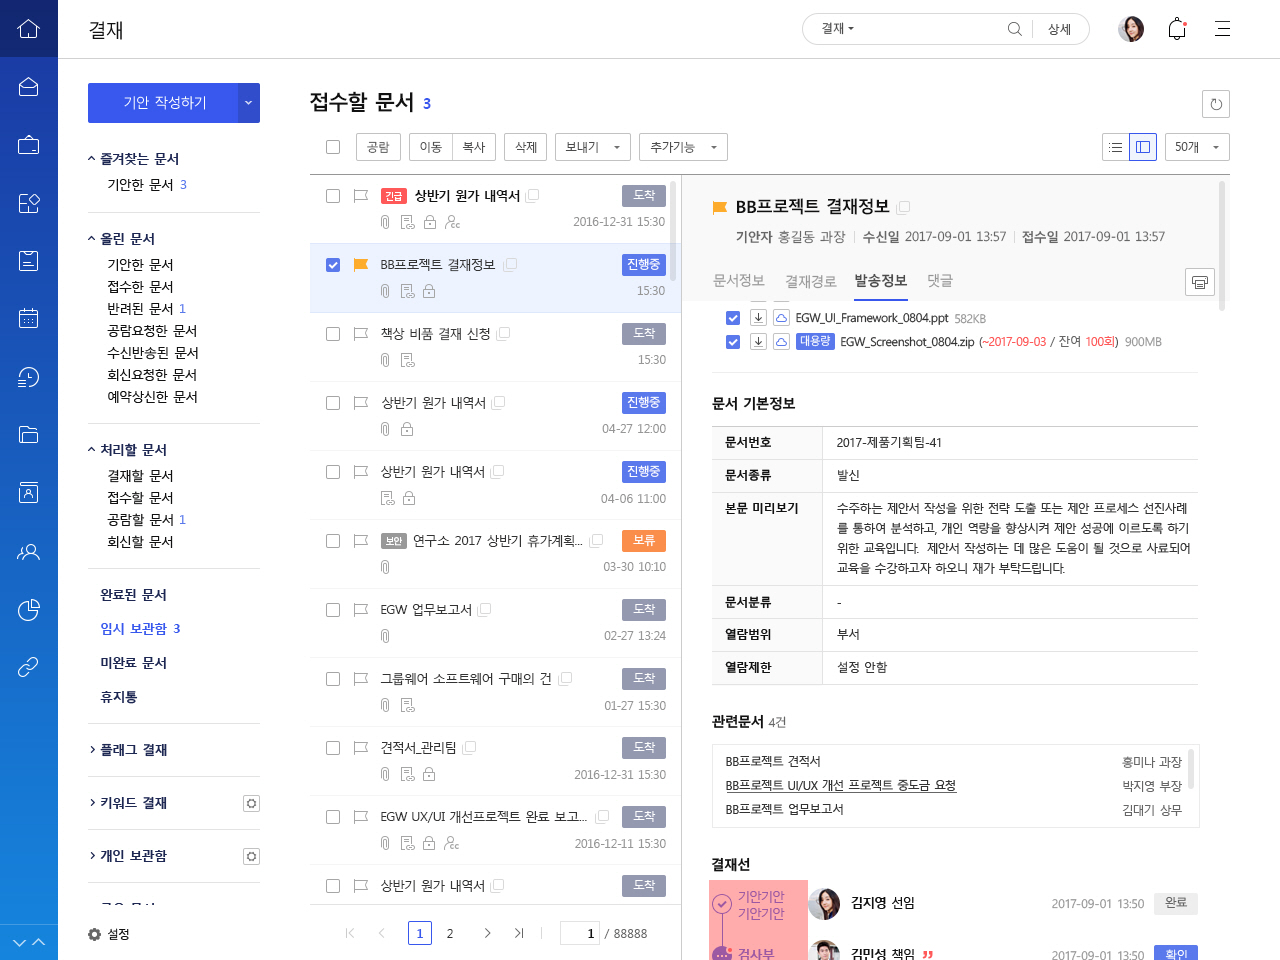 결재
결재
상세
기안 작성하기
즐겨찾는 문서
기안한 문서 3
올린 문서
기안한 문서
접수한 문서
반려된 문서 1
공람요청한 문서
수신반송된 문서
회신요청한 문서
예약상신한 문서
처리할 문서
결재할 문서
접수할 문서
공람할 문서 1
회신할 문서
완료된 문서
임시 보관함 3
미완료 문서
휴지통
플래그 결재
키워드 결재
개인 보관함
설정
접수할 문서 3
공람 이동 복사 삭제 보내기 추가기능 50개
긴급 상반기 원가 내역서 도착
2016-12-31 15:30
BB프로젝트 결재정보 진행중
15:30
책상 비품 결재 신청 도착
15:30
상반기 원가 내역서 진행중
04-27 12:00
상반기 원가 내역서 진행중
04-06 11:00
보안 연구소 2017 상반기 휴가계획... 보류
03-30 10:10
EGW 업무보고서 도착
02-27 13:24
그룹웨어 소프트웨어 구매의 건 도착
01-27 15:30
견적서_관리팀 도착
2016-12-31 15:30
EGW UX/UI 개선프로젝트 완료 보고... 도착
2016-12-11 15:30
상반기 원가 내역서 도착
1 2 1 / 88888
BB프로젝트 결재정보
기안자 홍길동 과장 수신일 2017-09-01 13:57 접수일 2017-09-01 13:57
문서정보 결재경로 발송정보 댓글
EGW_UI_Framework_0804.ppt 582KB
대용량 EGW_Screenshot_0804.zip (~2017-09-03 / 잔여 100회) 900MB
문서 기본정보
문서번호 2017-제품기획팀-41
문서종류 발신
본문 미리보기 수주하는 제안서 작성을 위한 전략 도출 또는 제안 프로세스 선진사례
를 통하여 분석하고, 개인 역량을 향상시켜 제안 성공에 이르도록 하기
위한 교육입니다. 제안서 작성하는 데 많은 도움이 될 것으로 사료되어
교육을 수강하고자 하오니 재가 부탁드립니다.
문서분류 -
열람범위 부서
열람제한 설정 안함
관련문서 4건
BB프로젝트 견적서 홍미나 과장
BB프로젝트 UI/UX 개선 프로젝트 중도금 요청 박지영 부장
BB프로젝트 업무보고서 김대기 상무
결재선
기안기안
기안기안
김지영 선임 2017-09-01 13:50 완료
검사부 김민성 책임 2017-09-01 13:50 확인